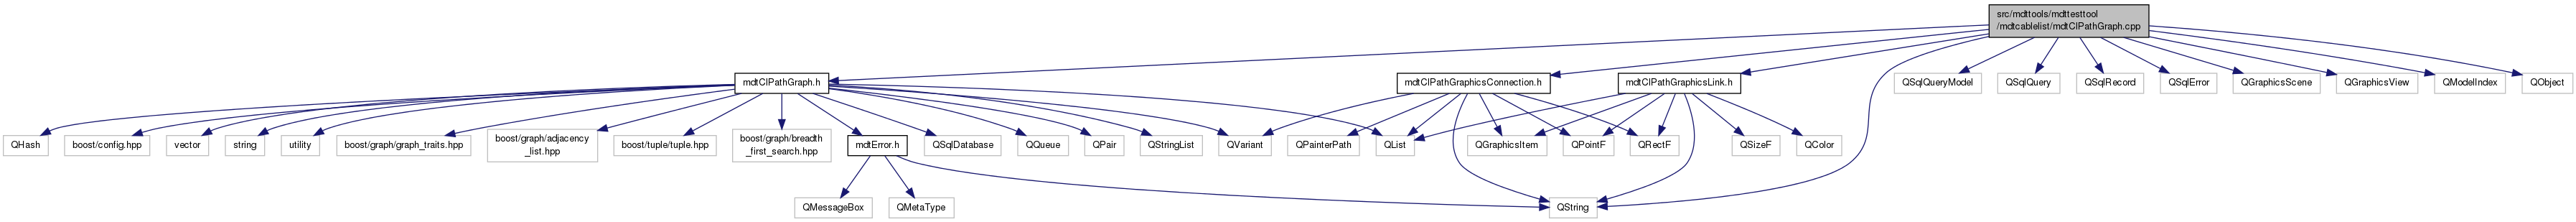 src/mdttools/mdttesttool
/mdtcablelist/mdtClPathGraph.cpp
mdtClPathGraph.h
mdtClPathGraphicsConnection.h
mdtClPathGraphicsLink.h
QSqlQueryModel
QSqlQuery
QSqlRecord
QSqlError
QGraphicsScene
QGraphicsView
QModelIndex
QObject
QHash
boost/config.hpp
vector
string
utility
boost/graph/graph_traits.hpp
boost/graph/adjacency
_list.hpp
boost/tuple/tuple.hpp
boost/graph/breadth
_first_search.hpp
mdtError.h
QSqlDatabase
QQueue
QPair
QStringList
QVariant
QPainterPath
QList
QGraphicsItem
QPointF
QRectF
QSizeF
QColor
QMessageBox
QMetaType
QString